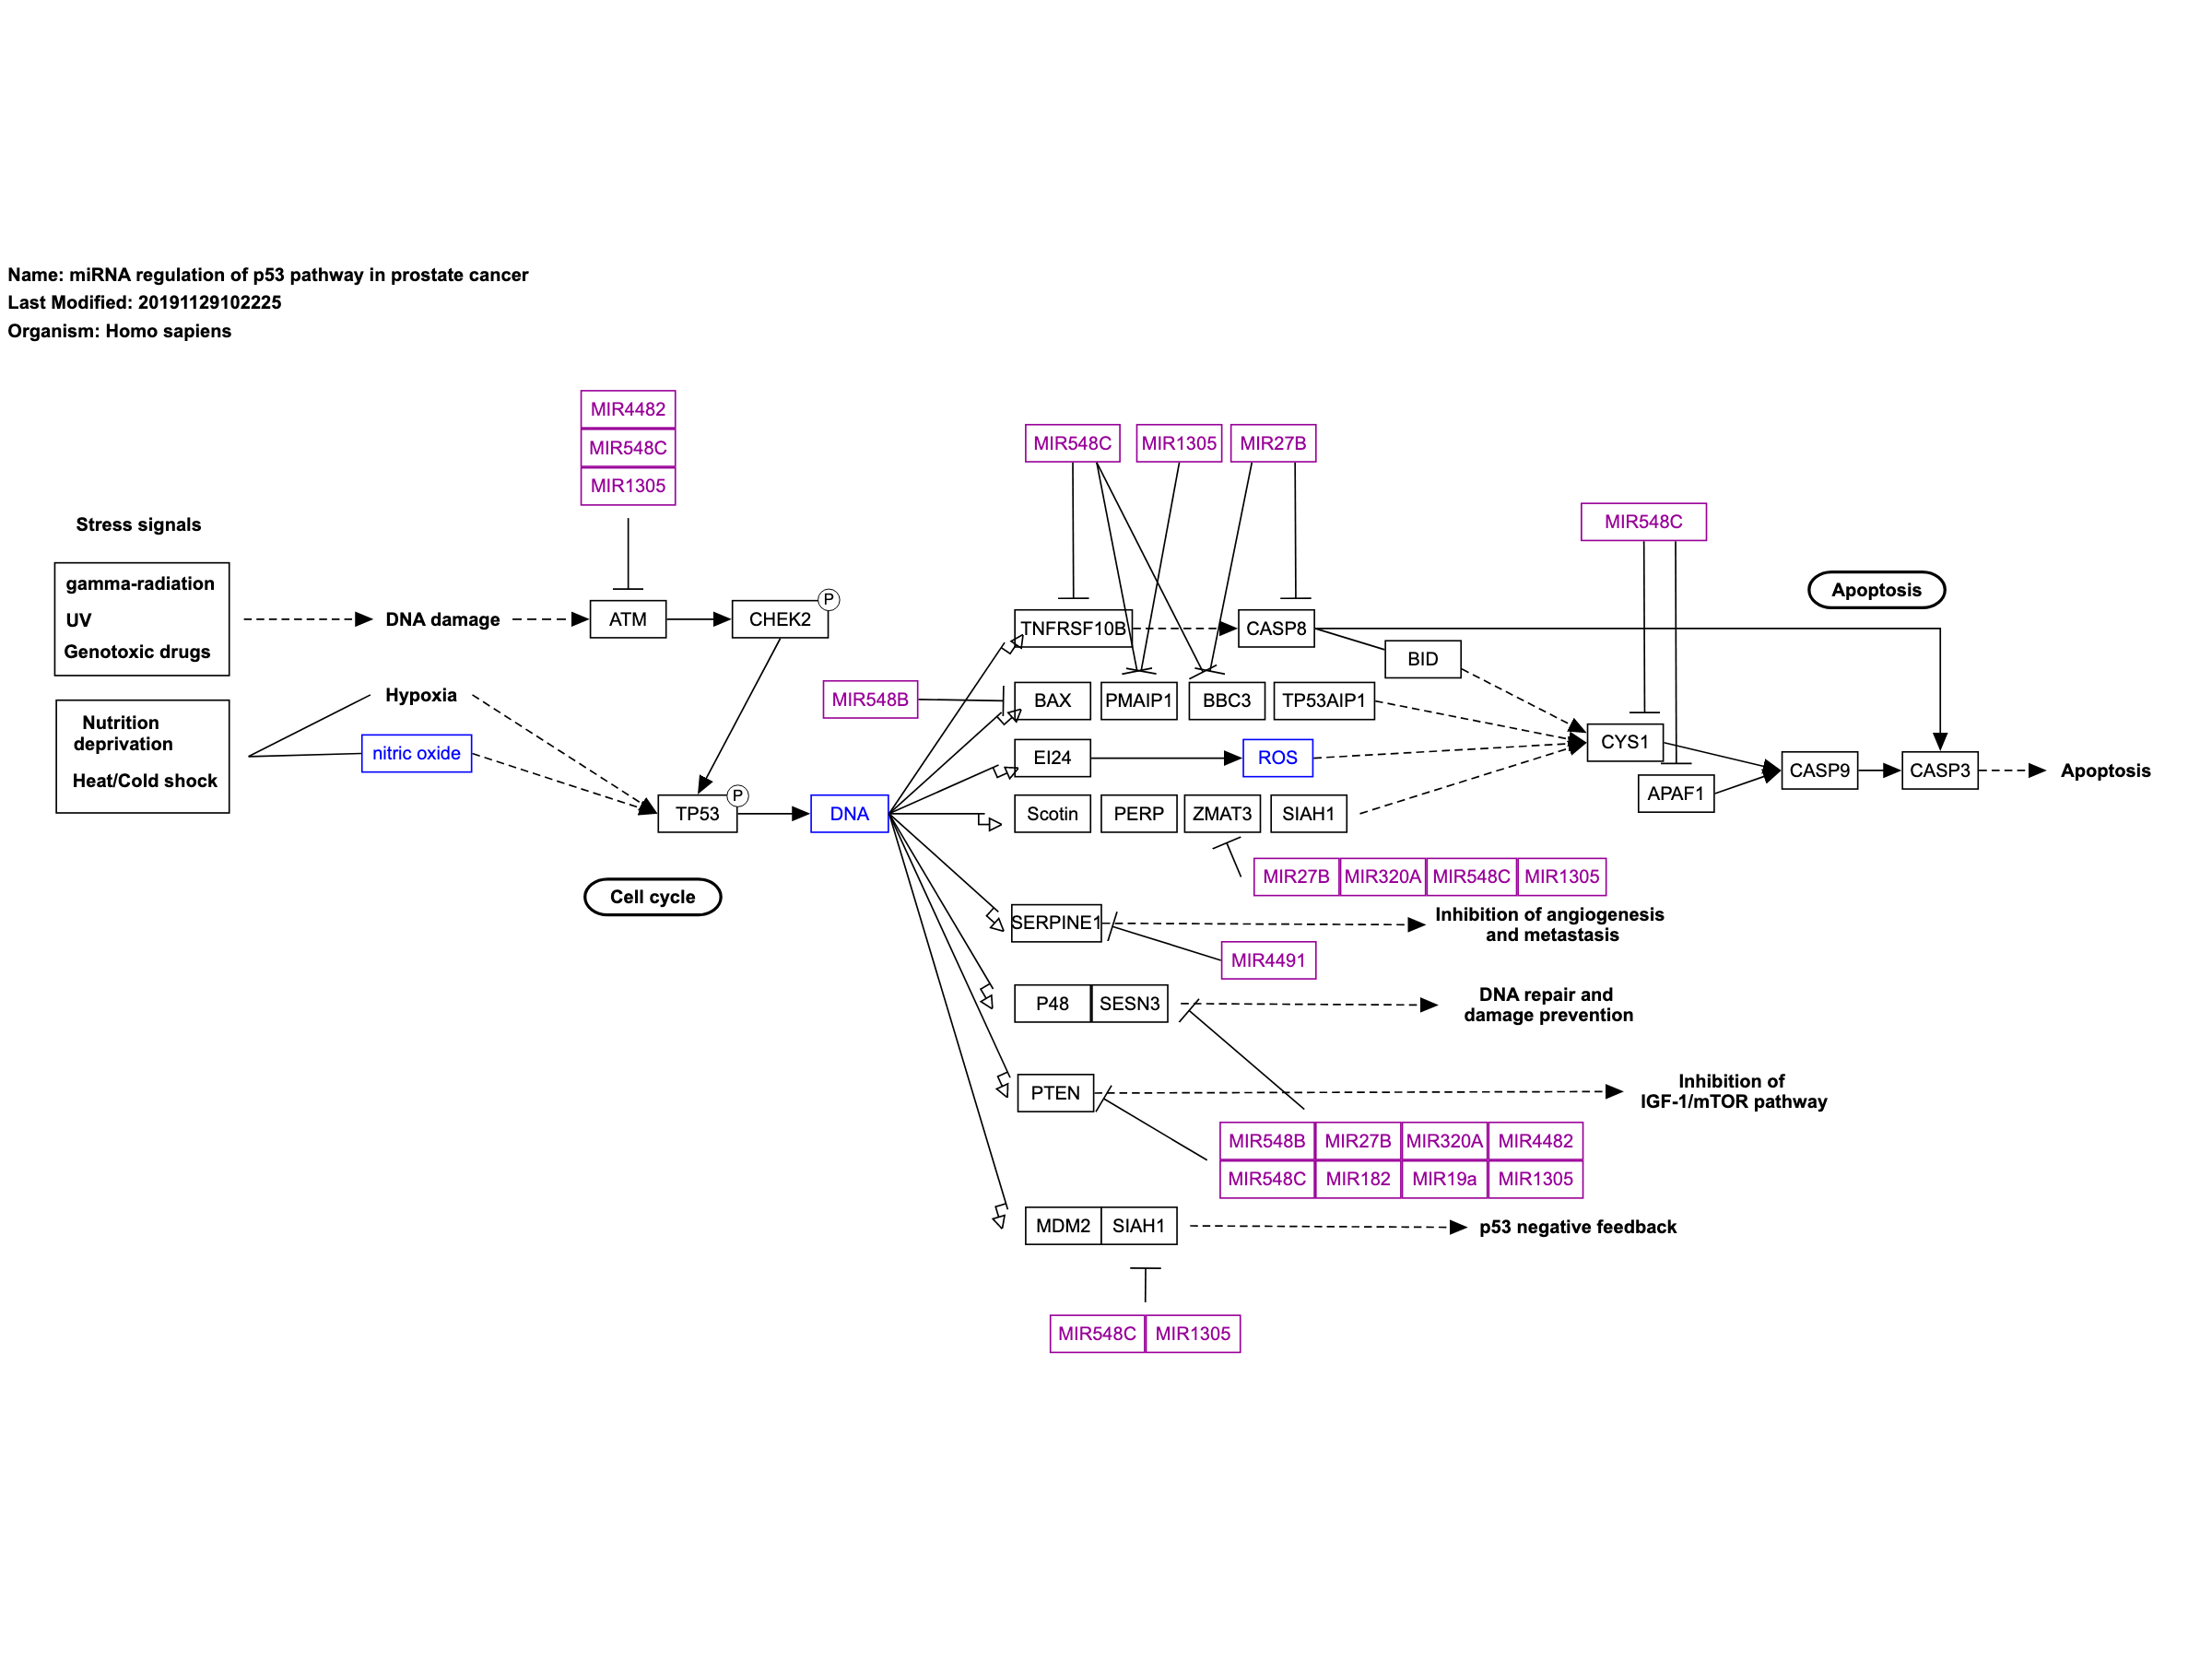 Name: miRNA regulation of p53 pathway in prostate cancer
Last Modified: 20191129102225
Organism: Homo sapiens
MIR4482
MIR548C
MIR1305
MIR548C
MIR1305
MIR27B
MIR548C
Stress signals
gamma-radiation
UV
Genotoxic drugs
DNA damage
ATM
CHEK2
P
TNFRSF10B
CASP8
BID
Apoptosis
Nutrition
deprivation
Heat/Cold shock
Hypoxia
nitric oxide
MIR548B
BAX
PMAIP1
BBC3
TP53AIP1
CYS1
EI24
ROS
APAF1
CASP9
CASP3
Apoptosis
TP53
P
DNA
Scotin
PERP
ZMAT3
SIAH1
Cell cycle
MIR27B
MIR320A
MIR548C
MIR1305
SERPINE1
Inhibition of angiogenesis
and metastasis
MIR4491
P48
SESN3
DNA repair and
damage prevention
PTEN
Inhibition of
IGF-1/mTOR pathway
MIR548B
MIR27B
MIR320A
MIR4482
MIR548C
MIR182
MIR19a
MIR1305
MDM2
SIAH1
p53 negative feedback
MIR548C
MIR1305